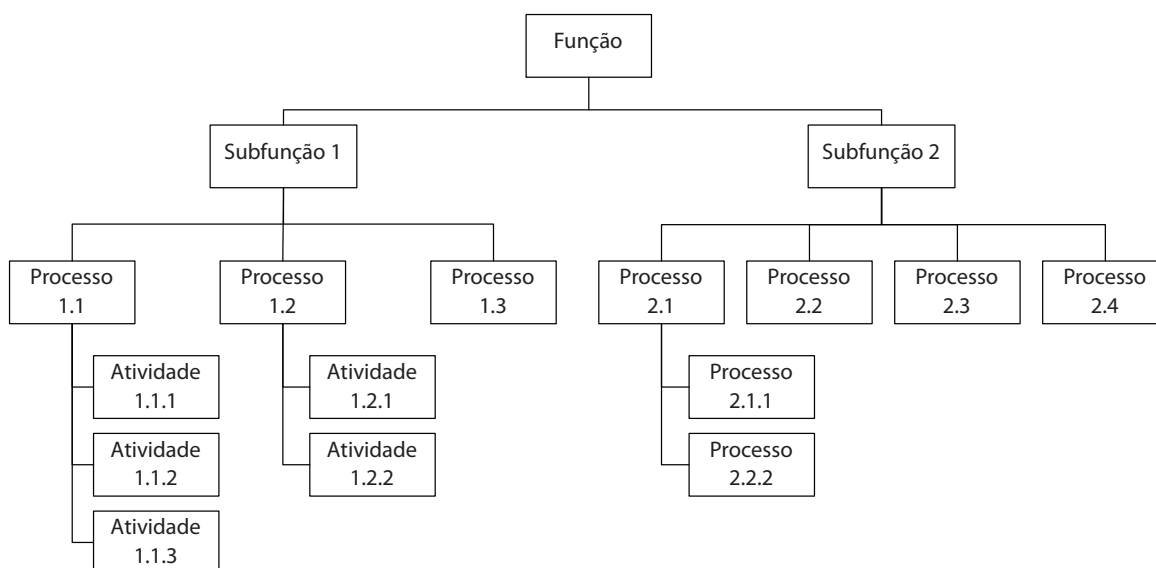 Função
Subfunção 1
Subfunção 2
Processo
1.1
Processo
1.2
Processo
1.3
Processo
2.1
Processo
2.2
Processo
2.3
Processo
2.4
Atividade
1.1.1
Atividade
1.2.1
Processo
2.1.1
Atividade
1.1.2
Atividade
1.2.2
Processo
2.2.2
Atividade
1.1.3